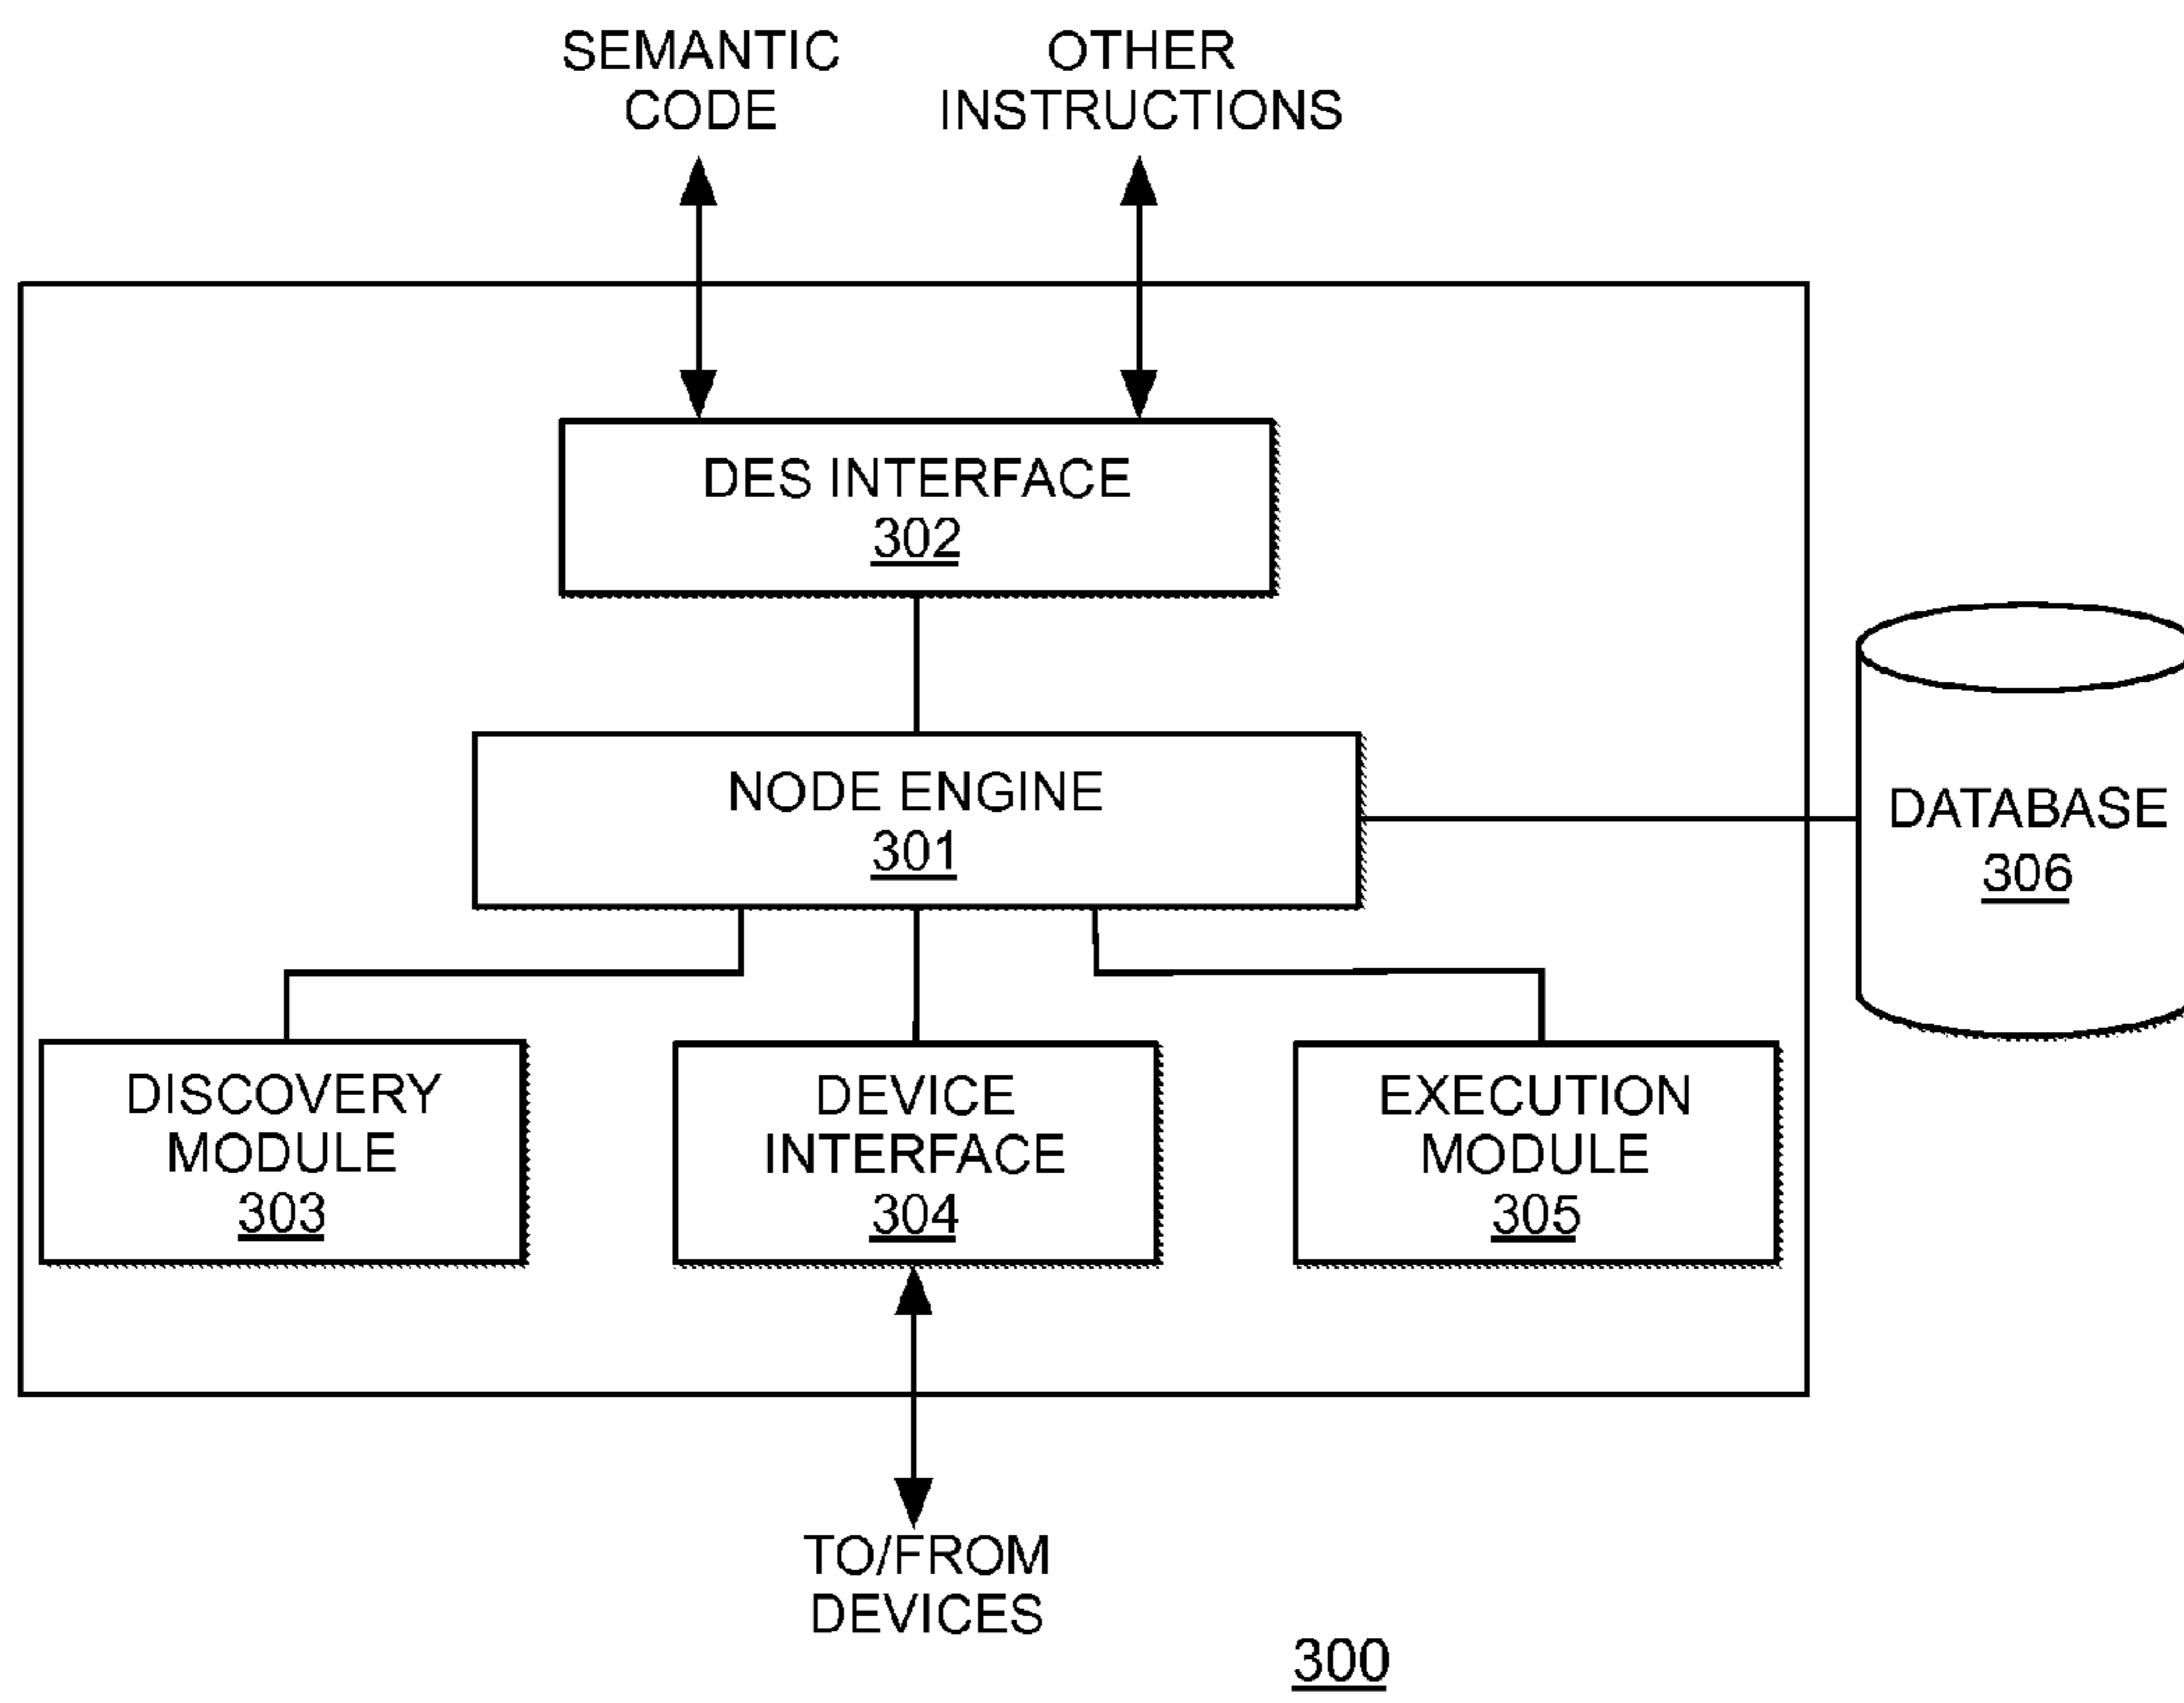 SEMANTIC
CODE
OTHER
INSTRUCTIONS
DES INTERFACE
302
NODE ENGINE
301
DATABASE
306
DISCOVERY
MODULE
303
DEVICE
INTERFACE
304
EXECUTION
MODULE
305
TO/FROM
DEVICES
300